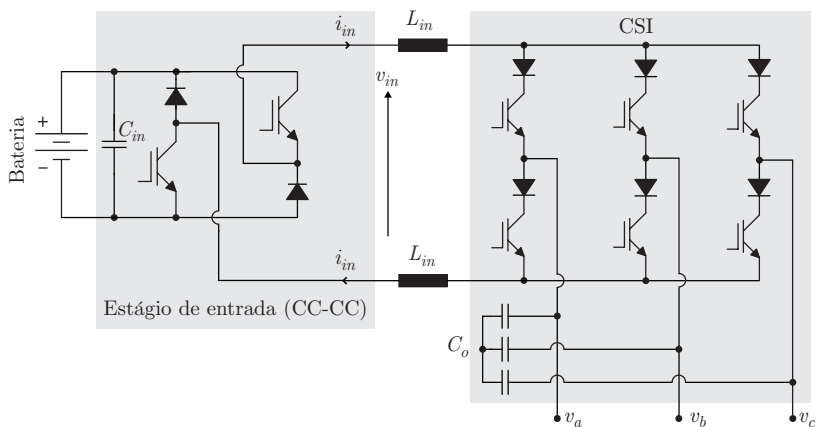 i_in
L_in
CSI
v_in
Bateria
+
−
C_in
i_in
L_in
Estágio de entrada (CC-CC)
C_o
v_a
v_b
v_c